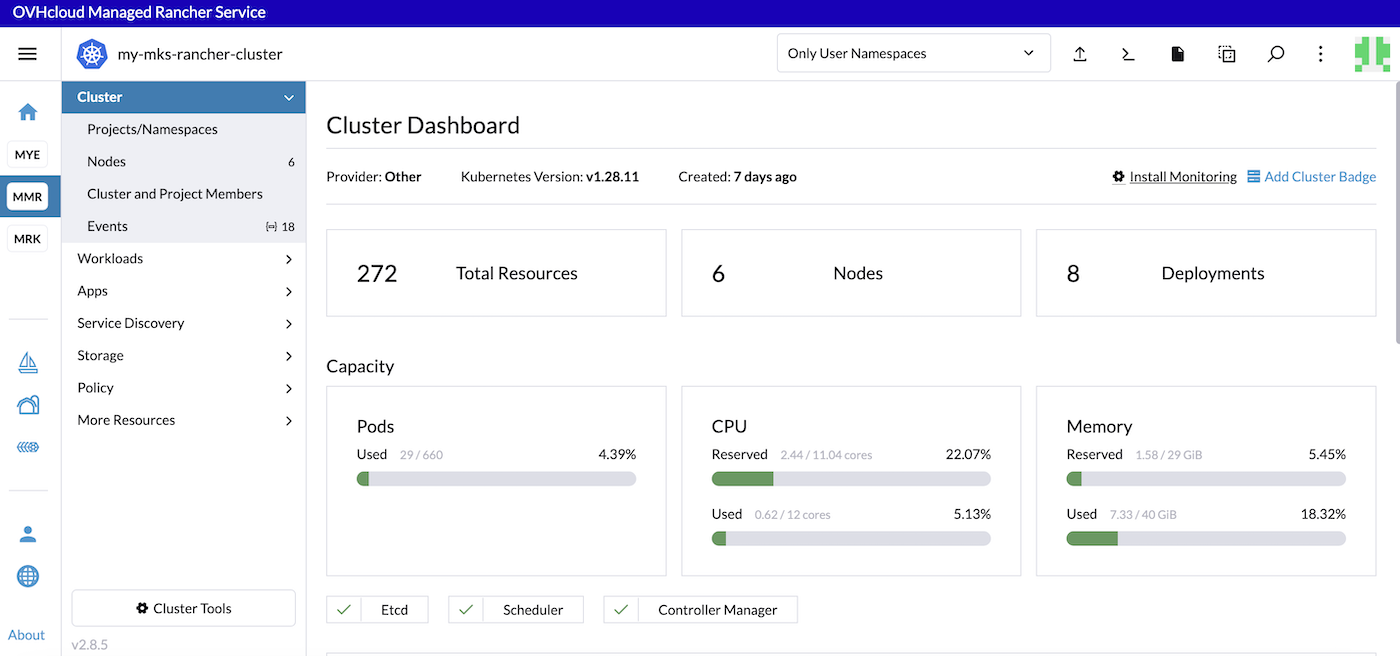 OVHcloud Managed Rancher Service
my-mks-rancher-cluster
Only User Namespaces
MYE
MMR
MRK
About
Cluster
Projects/Namespaces
Nodes 6
Cluster and Project Members
Events 18
Workloads
Apps
Service Discovery
Storage
Policy
More Resources
Cluster Tools
v2.8.5
Cluster Dashboard
Provider: Other Kubernetes Version: v1.28.11 Created: 7 days ago Install Monitoring Add Cluster Badge
272 Total Resources
6 Nodes
8 Deployments
Capacity
Pods
Used 29 / 660 4.39%
CPU
Reserved 2.44 / 11.04 cores 22.07%
Used 0.62 / 12 cores 5.13%
Memory
Reserved 1.58 / 29 GiB 5.45%
Used 7.33 / 40 GiB 18.32%
Etcd
Scheduler
Controller Manager